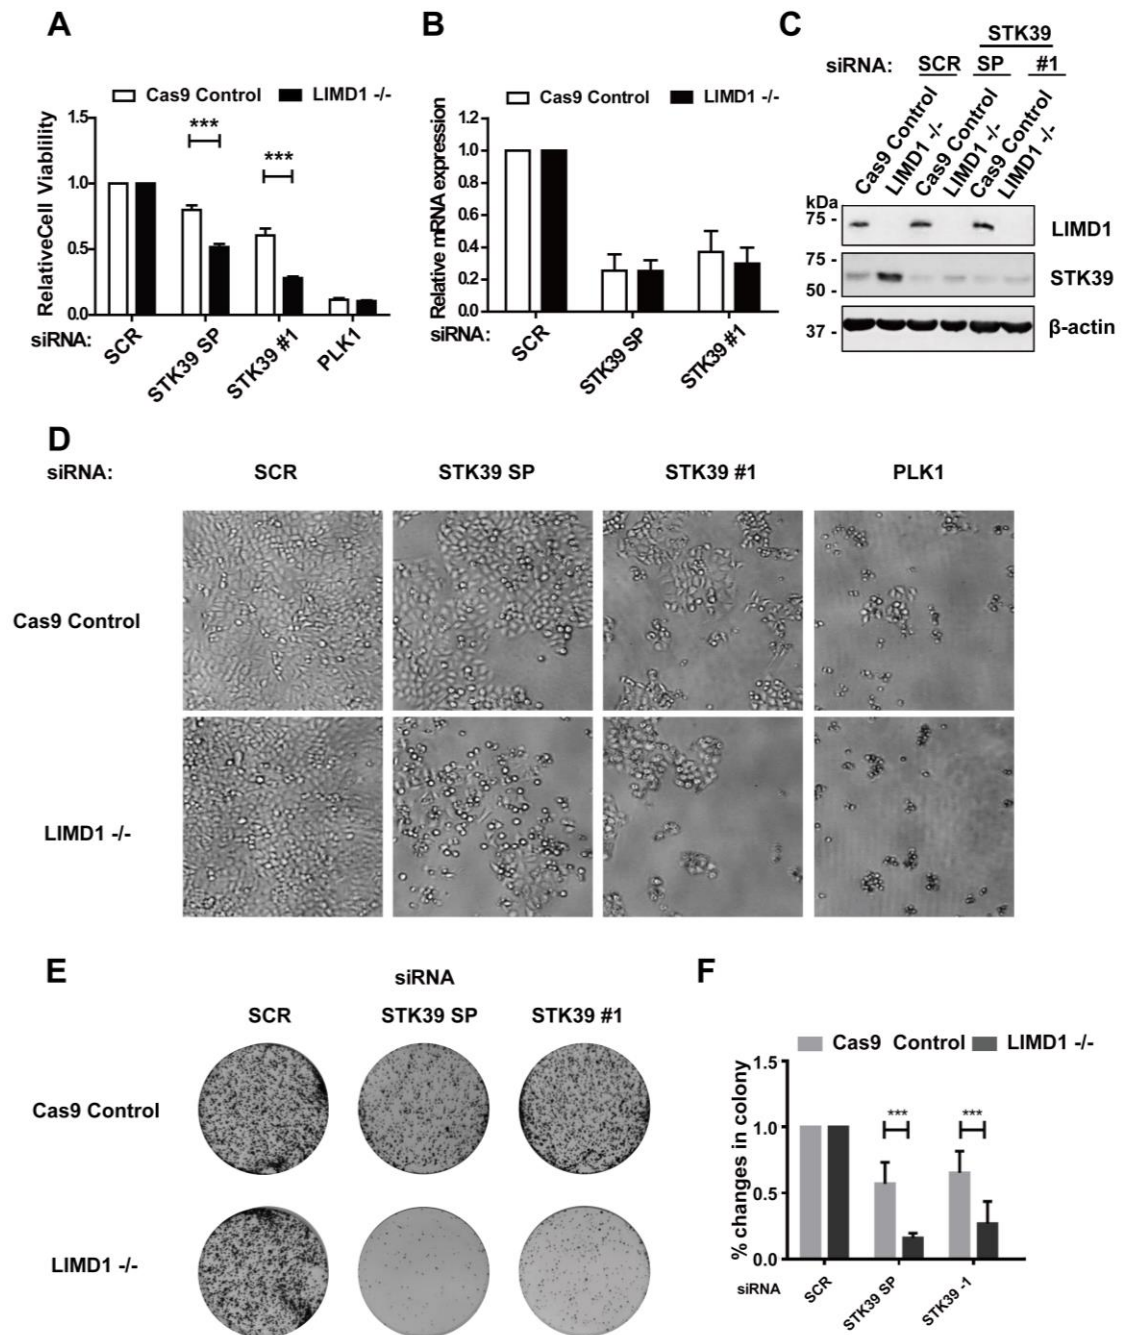 A
Cas9 Control LIMD1 -/-
RelativeCell Viablility
1.5
1.0
0.5
0.0
***
***
siRNA:
SCR
STK39 SP
STK39 #1
PLK1
B
Cas9 Control LIMD1 -/-
Relative mRNA expression
1.2
1.0
0.8
0.6
0.4
0.2
0.0
siRNA:
SCR
STK39 SP
STK39 #1
C
STK39
siRNA: SCR SP #1
Cas9 Control
LIMD1 -/-
Cas9 Control
LIMD1 -/-
Cas9 Control
LIMD1 -/-
kDa
75 -
LIMD1
75 -
50 -
STK39
37 -
β-actin
D
siRNA: SCR STK39 SP STK39 #1 PLK1
Cas9 Control
LIMD1 -/-
E
siRNA
SCR STK39 SP STK39 #1
Cas9 Control
LIMD1 -/-
F
Cas9 Control LIMD1 -/-
% changes in colony
1.5
1.0
0.5
0.0
***
***
siRNA
SCR
STK39 SP
STK39 -1